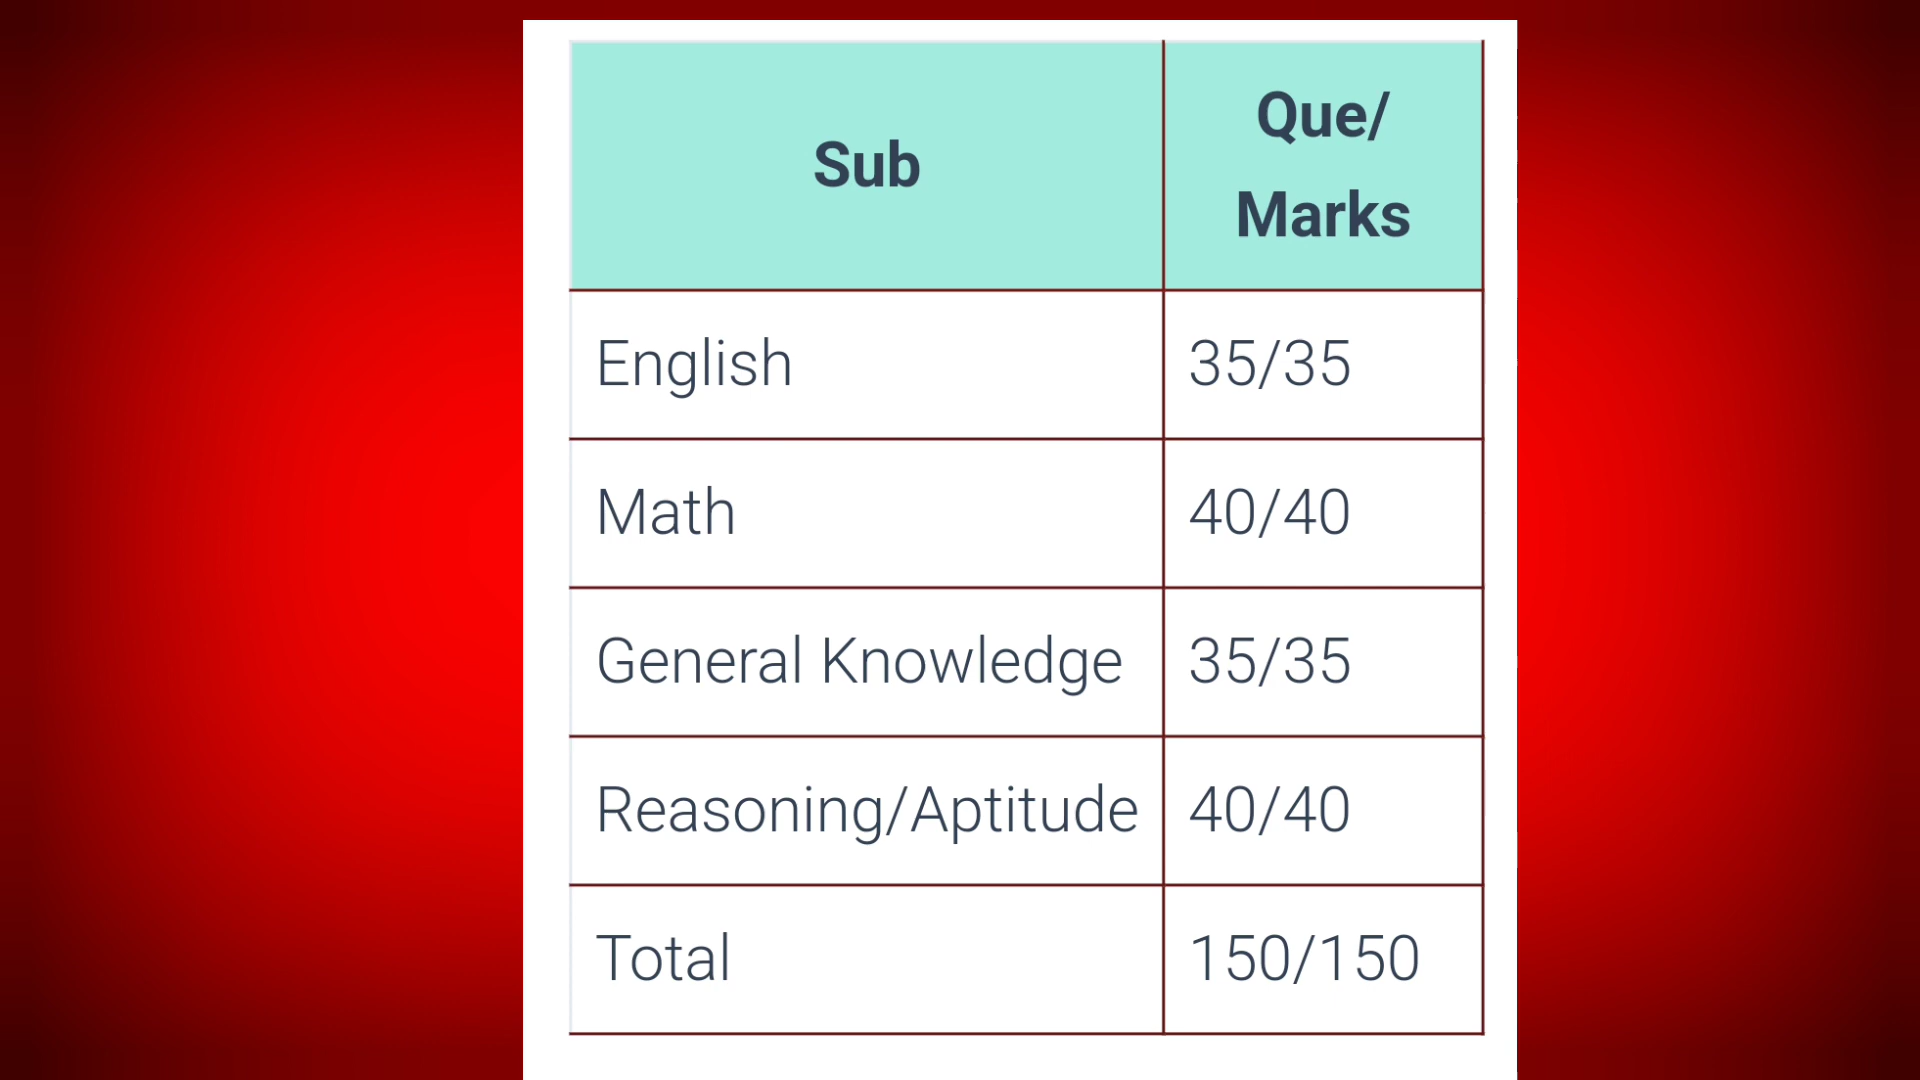 Sub Que/
Marks
English 35/35
Math 40/40
General Knowledge 35/35
Reasoning/Aptitude 40/40
Total 150/150